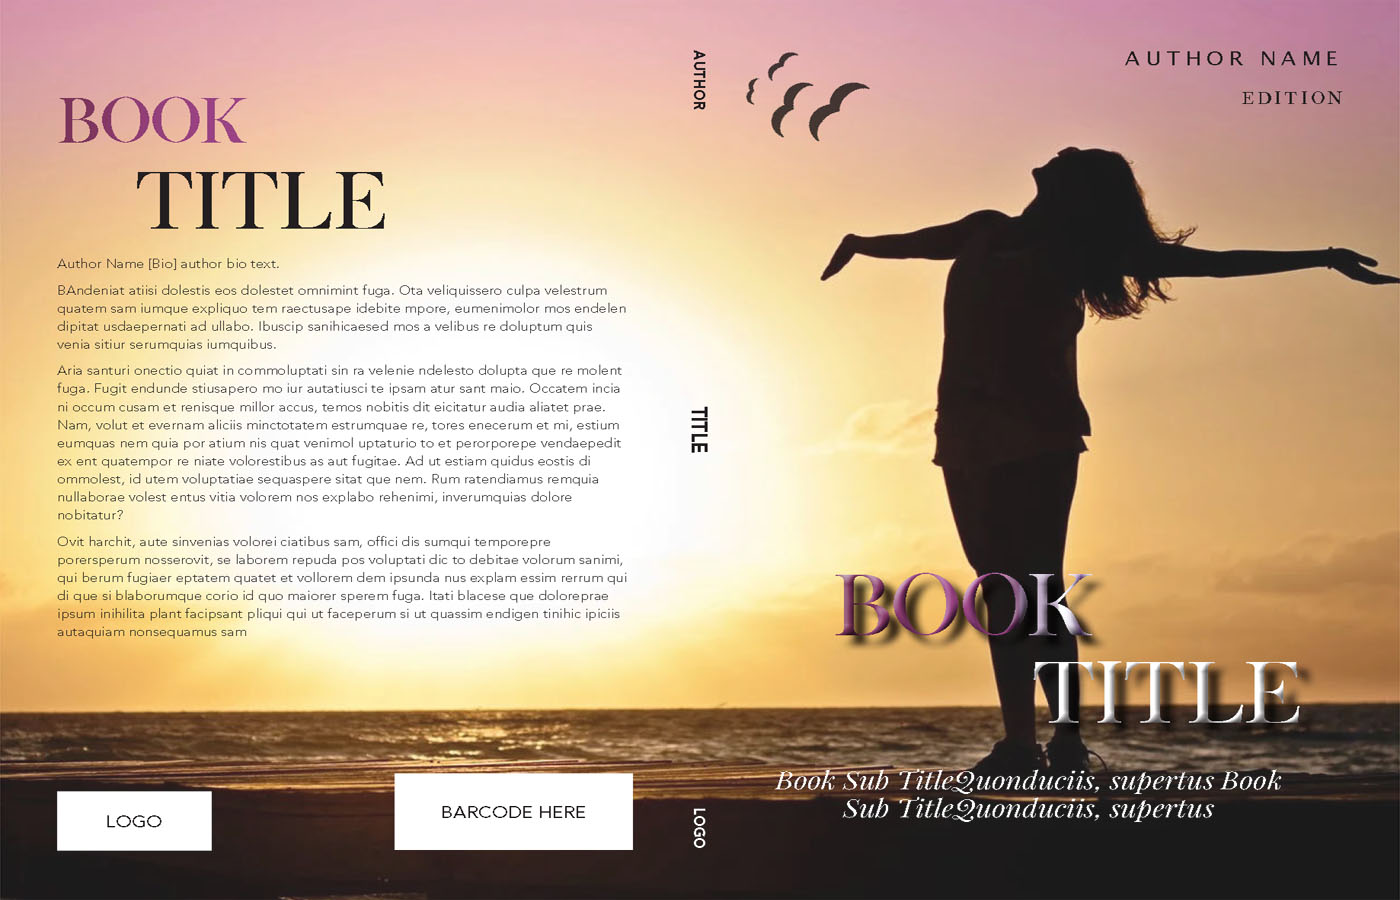 BOOK
TITLE
Author Name [Bio] author bio text.
BAndeniat atiisi dolestis eos dolestet omnimint fuga. Ota veliquissero culpa velestrum
quatem sam iumque expliquo tem raectusape idebite mpore, eumenimolor mos endelen
dipitat usdaepernati ad ullabo. Ibuscip sanihicaesed mos a velibus re doluptum quis
venia sitiur serumquias iumquibus.
Aria santuri onectio quiat in commoluptati sin ra velenie ndelesto dolupta que re molent
fuga. Fugit endunde stiusapero mo iur autatiusci te ipsam atur sant maio. Occatem incia
ni occum cusam et renisque millor accus, temos nobitis dit eicitatur audia aliatet prae.
Nam, volut et evernam aliciis minctotatem estrumquae re, tores enecerum et mi, estium
eumquas nem quia por atium nis quat venimol uptaturio to et perorporepe vendaepedit
ex ent quatempor re niate volorestibus as aut fugitae. Ad ut estiam quidus eostis di
ommolest, id utem voluptatiae sequaspere sitat que nem. Rum ratendiamus remquia
nullaborae volest entus vitia volorem nos explabo rehenimi, inverumquias dolore
nobitatur?
Ovit harchit, aute sinvenias volorei ciatibus sam, offici dis sumqui temporepre
porersperum nosserovit, se laborem repuda pos voluptati dic to debitae volorum sanimi,
qui berum fugiaer eptatem quatet et vollorem dem ipsunda nus explam essim rerrum qui
di que si blaborumque corio id quo maiorer sperem fuga. Itati blacese que doloreprae
ipsum inihilita plant facipsant pliqui qui ut faceperum si ut quassim endigen tinihic ipiciis
autaquiam nonsequamus sam
LOGO
BARCODE HERE
AUTHOR
TITLE
LOGO
AUTHOR NAME
EDITION
BOOK
TITLE
Book Sub TitleQuonduciis, supertus Book
Sub TitleQuonduciis, supertus